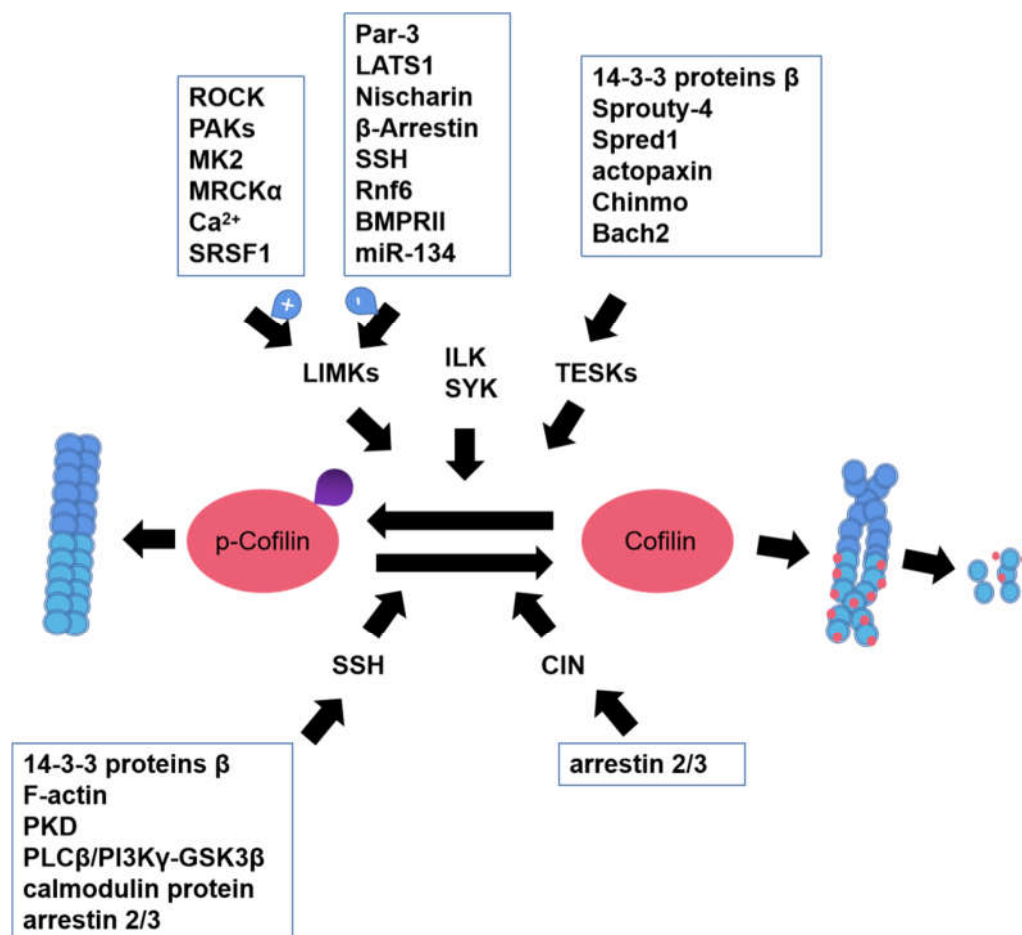 Par-3
LATS1
Nischarin
β-Arrestin
SSH
Rnf6
BMPRII
miR-134
ROCK
PAKs
MK2
MRCKα
Ca²⁺
SRSF1
14-3-3 proteins β
Sprouty-4
Spred1
actopaxin
Chinmo
Bach2
+
-
LIMKs
ILK
SYK
TESKs
p-Cofilin
Cofilin
SSH
CIN
14-3-3 proteins β
F-actin
PKD
PLCβ/PI3Kγ-GSK3β
calmodulin protein
arrestin 2/3
arrestin 2/3